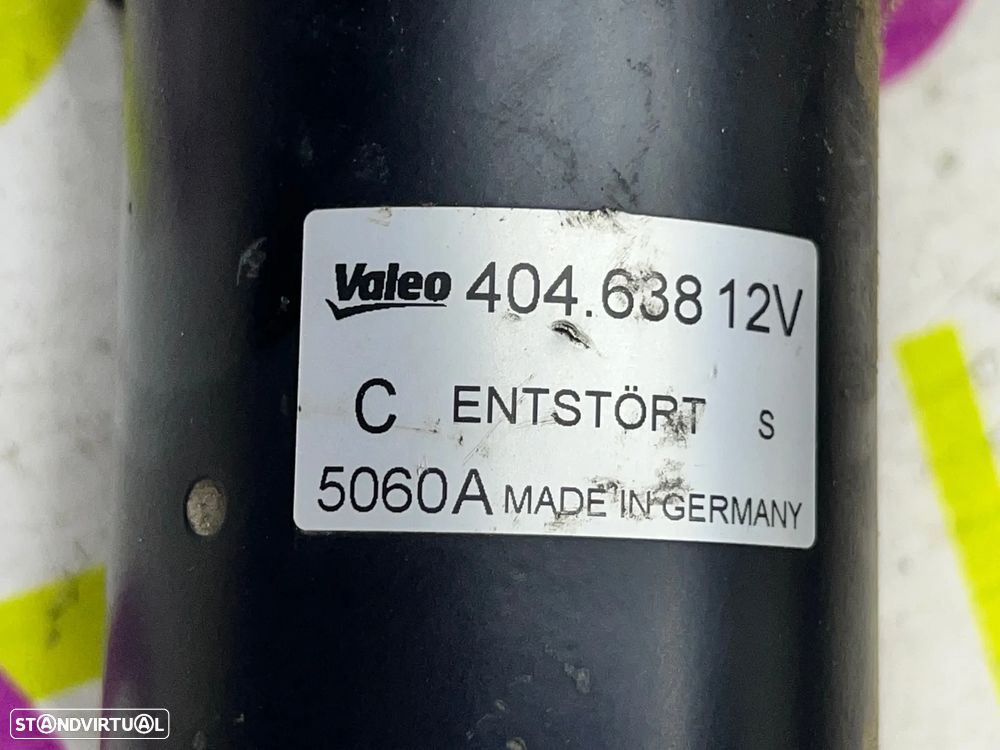 Valeo 404.638 12V
C ENTSTÖRT S
5060A MADE IN GERMANY
STANDVIRTUAL